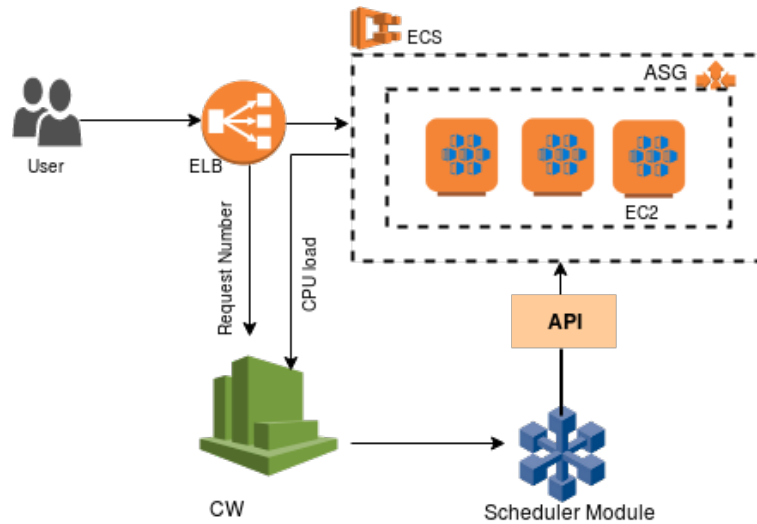 ECS
ASG
User
ELB
EC2
Request Number
CPU load
API
CW
Scheduler Module